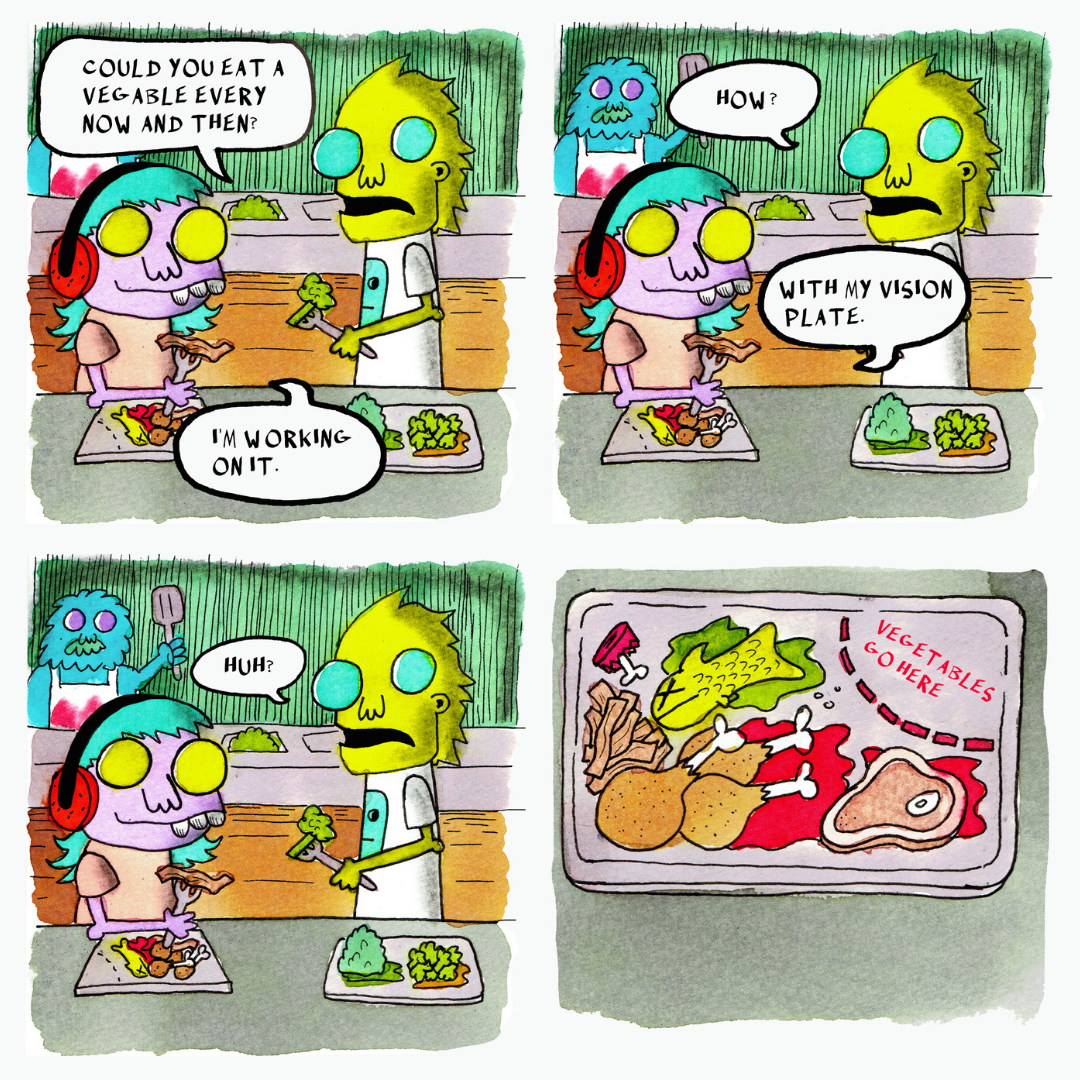 COULD YOU EAT A
VEGABLE EVERY
NOW AND THEN?
I'M WORKING
ON IT.
HOW?
WITH MY VISION
PLATE.
HUH?
VEGETABLES
GO HERE